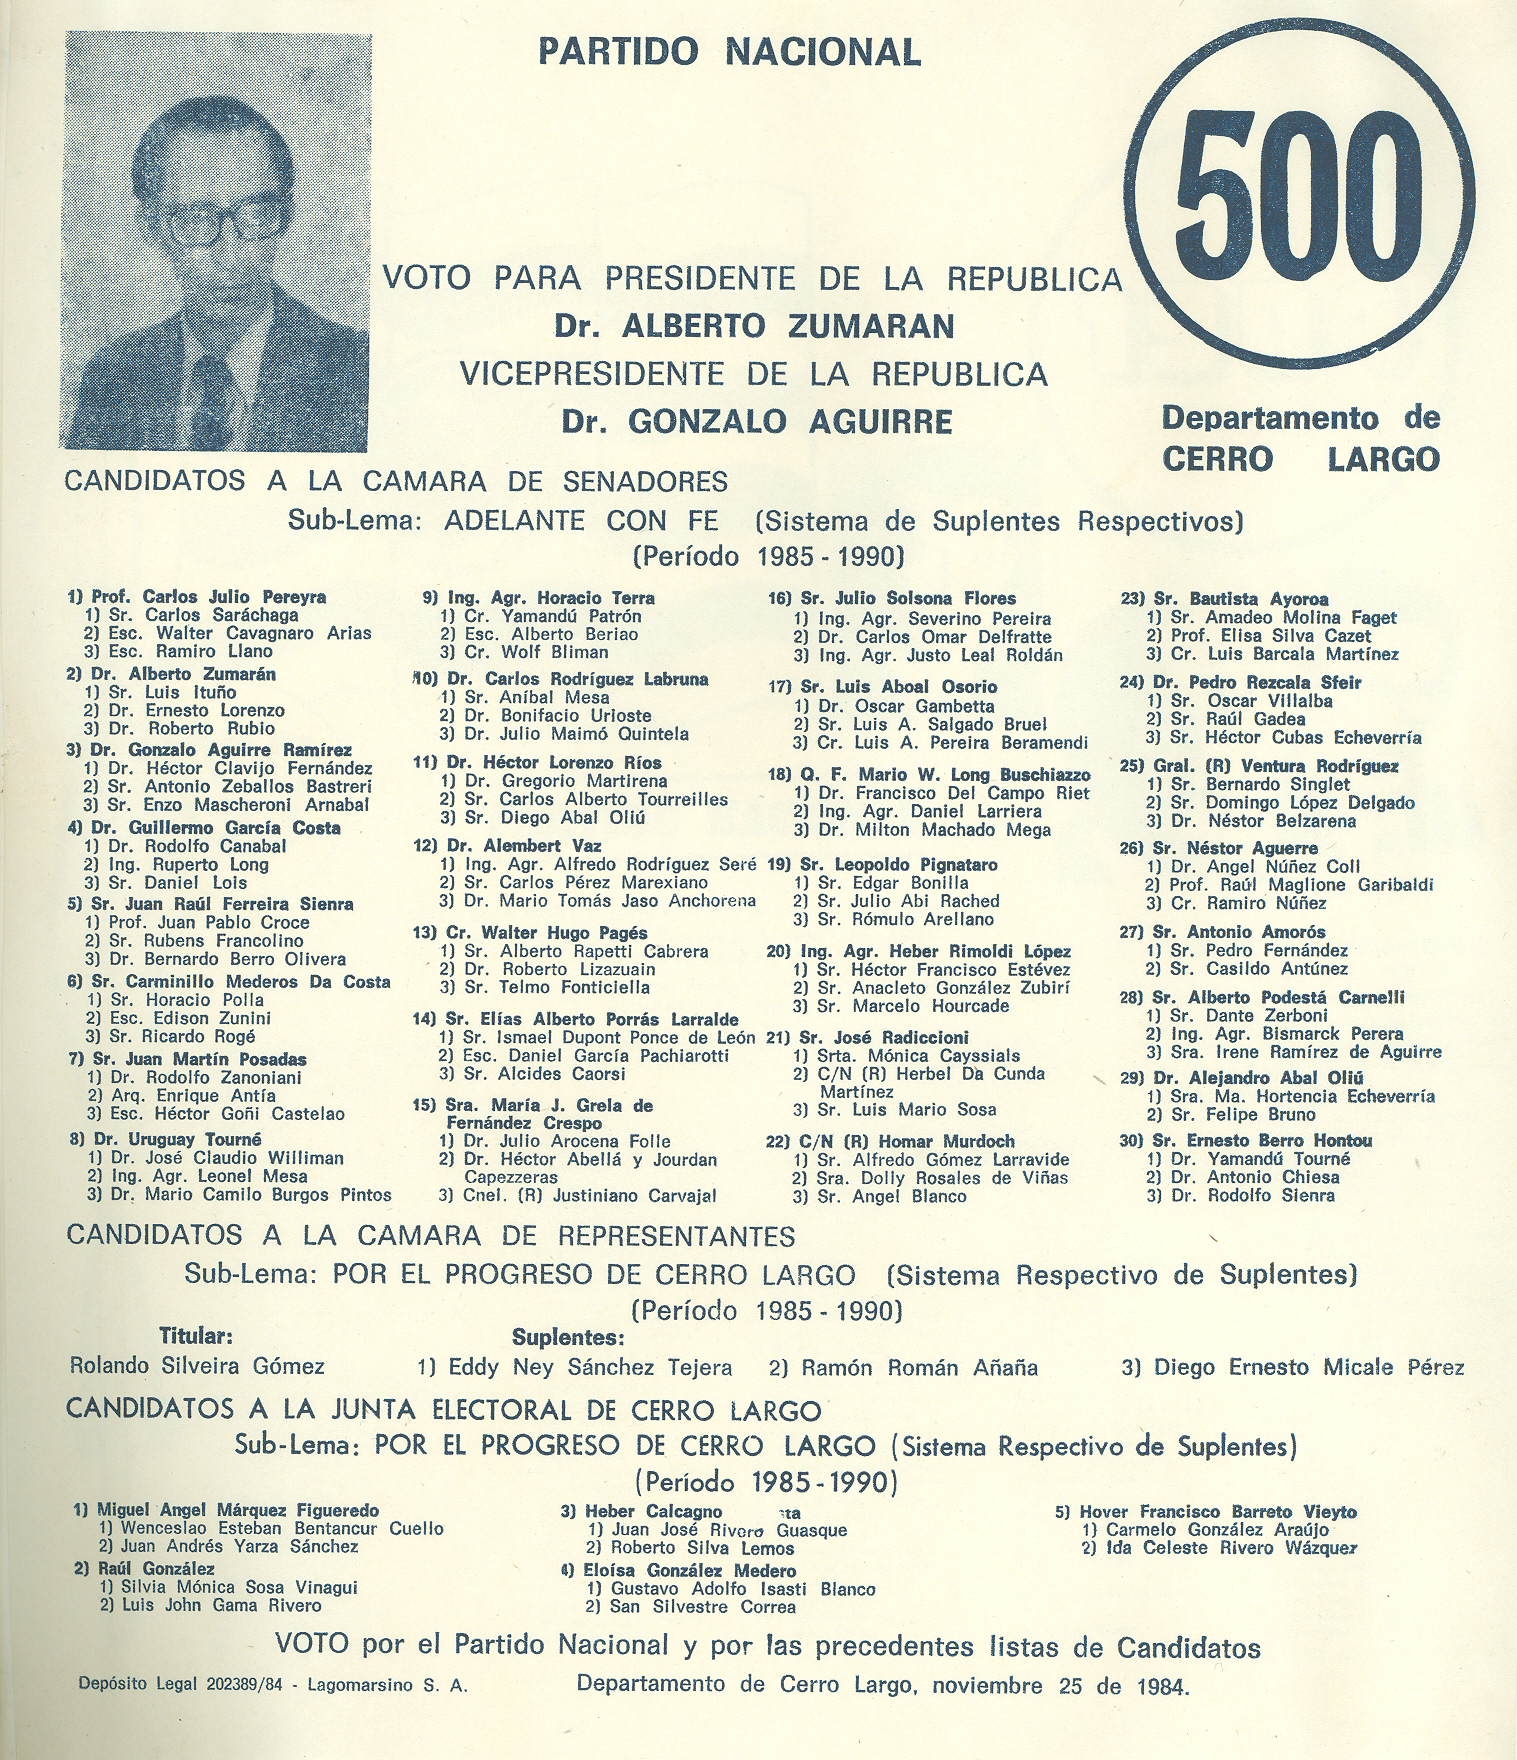 PARTIDO NACIONAL
500
VOTO PARA PRESIDENTE DE LA REPUBLICA
Dr. ALBERTO ZUMARAN
VICEPRESIDENTE DE LA REPUBLICA
Dr. GONZALO AGUIRRE
Departamento de
CERRO LARGO
CANDIDATOS A LA CAMARA DE SENADORES
Sub-Lema: ADELANTE CON FE (Sistema de Suplentes Respectivos)
(Período 1985 - 1990)
1) Prof. Carlos Julio Pereyra
1) Sr. Carlos Saráchaga
2) Esc. Walter Cavagnaro Arias
3) Esc. Ramiro Llano
2) Dr. Alberto Zumarán
1) Sr. Luis Ituño
2) Dr. Ernesto Lorenzo
3) Dr. Roberto Rubio
3) Dr. Gonzalo Aguirre Ramírez
1) Dr. Héctor Clavijo Fernández
2) Sr. Antonio Zeballos Bastreri
3) Sr. Enzo Mascheroni Arnabal
4) Dr. Guillermo García Costa
1) Dr. Rodolfo Canabal
2) Ing. Ruperto Long
3) Sr. Daniel Lois
5) Sr. Juan Raúl Ferreira Sienra
1) Prof. Juan Pablo Croce
2) Sr. Rubens Francolino
3) Dr. Bernardo Berro Olivera
6) Sr. Carminillo Mederos Da Costa
1) Sr. Horacio Polla
2) Esc. Edison Zunini
3) Sr. Ricardo Rogé
7) Sr. Juan Martín Posadas
1) Dr. Rodolfo Zanoniani
2) Arq. Enrique Antía
3) Esc. Héctor Goñi Castelao
8) Dr. Uruguay Tourné
1) Dr. José Claudio Williman
2) Ing. Agr. Leonel Mesa
3) Dr. Mario Camilo Burgos Pintos
9) Ing. Agr. Horacio Terra
1) Cr. Yamandú Patrón
2) Esc. Alberto Beriao
3) Cr. Wolf Bliman
10) Dr. Carlos Rodríguez Labruna
1) Sr. Aníbal Mesa
2) Dr. Bonifacio Urioste
3) Dr. Julio Maimó Quintela
11) Dr. Héctor Lorenzo Ríos
1) Dr. Gregorio Martirena
2) Sr. Carlos Alberto Tourreilles
3) Sr. Diego Abal Oliú
12) Dr. Alembert Vaz
1) Ing. Agr. Alfredo Rodríguez Seré
2) Sr. Carlos Pérez Marexiano
3) Dr. Mario Tomás Jaso Anchorena
13) Cr. Walter Hugo Pagés
1) Sr. Alberto Rapetti Cabrera
2) Dr. Roberto Lizazuain
3) Sr. Telmo Fonticiella
14) Sr. Elías Alberto Porrás Larralde
1) Sr. Ismael Dupont Ponce de León
2) Esc. Daniel García Pachiarotti
3) Sr. Alcides Caorsi
15) Sra. María J. Grela de
Fernández Crespo
1) Dr. Julio Arocena Folle
2) Dr. Héctor Abellá y Jourdan
Capezzeras
3) Cnel. (R) Justiniano Carvajal
16) Sr. Julio Solsona Flores
1) Ing. Agr. Severino Pereira
2) Dr. Carlos Omar Delfratte
3) Ing. Agr. Justo Leal Roldán
17) Sr. Luis Aboal Osorio
1) Dr. Oscar Gambetta
2) Sr. Luis A. Salgado Bruel
3) Cr. Luis A. Pereira Beramendi
18) Q. F. Mario W. Long Buschiazzo
1) Dr. Francisco Del Campo Riet
2) Ing. Agr. Daniel Larriera
3) Dr. Milton Machado Mega
19) Sr. Leopoldo Pignataro
1) Sr. Edgar Bonilla
2) Sr. Julio Abi Rached
3) Sr. Rómulo Arellano
20) Ing. Agr. Heber Rimoldi López
1) Sr. Héctor Francisco Estévez
2) Sr. Anacleto González Zubirí
3) Sr. Marcelo Hourcade
21) Sr. José Radiccioni
1) Srta. Mónica Cayssials
2) C/N (R) Herbel Da Cunda
Martínez
3) Sr. Luis Mario Sosa
22) C/N (R) Homar Murdoch
1) Sr. Alfredo Gómez Larravide
2) Sra. Dolly Rosales de Viñas
3) Sr. Angel Blanco
23) Sr. Bautista Ayoroa
1) Sr. Amadeo Molina Faget
2) Prof. Elisa Silva Cazet
3) Cr. Luis Barcala Martínez
24) Dr. Pedro Rezcala Sfeir
1) Sr. Oscar Villalba
2) Sr. Raúl Gadea
3) Sr. Héctor Cubas Echeverría
25) Gral. (R) Ventura Rodríguez
1) Sr. Bernardo Singlet
2) Sr. Domingo López Delgado
3) Dr. Néstor Belzarena
26) Sr. Néstor Aguerre
1) Dr. Angel Núñez Coll
2) Prof. Raúl Maglione Garibaldi
3) Cr. Ramiro Núñez
27) Sr. Antonio Amorós
1) Sr. Pedro Fernández
2) Sr. Casildo Antúnez
28) Sr. Alberto Podestá Carnelli
1) Sr. Dante Zerboni
2) Ing. Agr. Bismarck Perera
3) Sra. Irene Ramírez de Aguirre
29) Dr. Alejandro Abal Oliú
1) Sra. Ma. Hortencia Echeverría
2) Sr. Felipe Bruno
30) Sr. Ernesto Berro Hontou
1) Dr. Yamandú Tourné
2) Dr. Antonio Chiesa
3) Dr. Rodolfo Sienra
CANDIDATOS A LA CAMARA DE REPRESENTANTES
Sub-Lema: POR EL PROGRESO DE CERRO LARGO (Sistema Respectivo de Suplentes)
(Período 1985 - 1990)
Titular: Suplentes:
Rolando Silveira Gómez 1) Eddy Ney Sánchez Tejera 2) Ramón Román Añaña 3) Diego Ernesto Micale Pérez
CANDIDATOS A LA JUNTA ELECTORAL DE CERRO LARGO
Sub-Lema: POR EL PROGRESO DE CERRO LARGO (Sistema Respectivo de Suplentes)
(Período 1985 - 1990)
1) Miguel Angel Márquez Figueredo
1) Wenceslao Esteban Bentancur Cuello
2) Juan Andrés Yarza Sánchez
2) Raúl González
1) Silvia Mónica Sosa Vinagui
2) Luis John Gama Rivero
3) Heber Calcagno
1) Juan José Rivero Guasque
2) Roberto Silva Lemos
4) Eloísa González Medero
1) Gustavo Adolfo Isasti Blanco
2) San Silvestre Correa
5) Hover Francisco Barreto Vieyto
1) Carmelo González Araújo
2) Ida Celeste Rivero Wázquez
VOTO por el Partido Nacional y por las precedentes listas de Candidatos
Depósito Legal 202389/84 - Lagomarsino S. A.
Departamento de Cerro Largo, noviembre 25 de 1984.